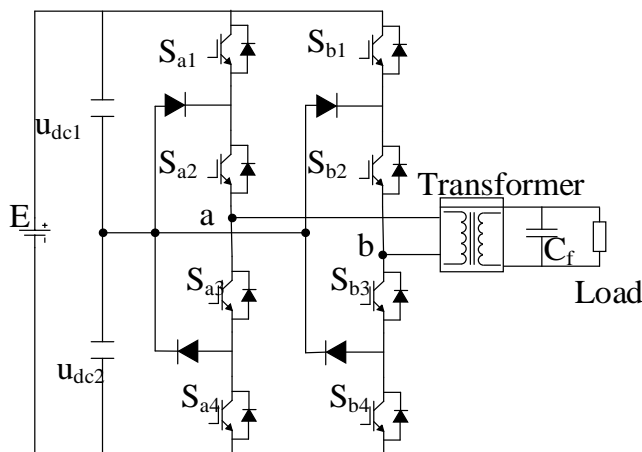 S_a1
S_b1
u_dc1
S_a2
S_b2
Transformer
E
a
b
C_f
S_a3
S_b3
Load
u_dc2
S_a4
S_b4